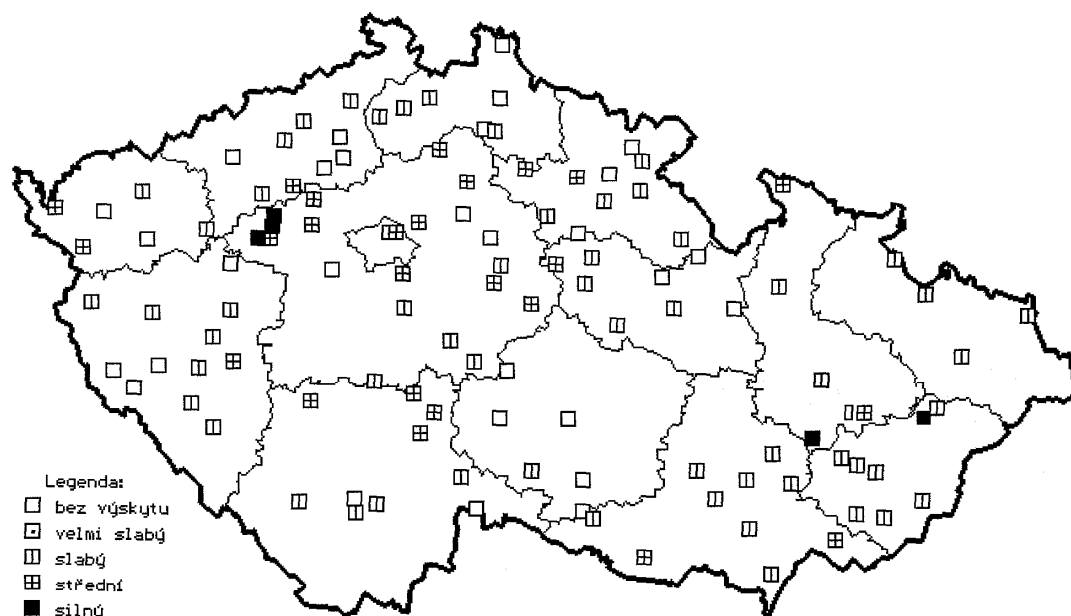 Legenda:
bez výskytu
velmi slabý
slabý
střední
silný